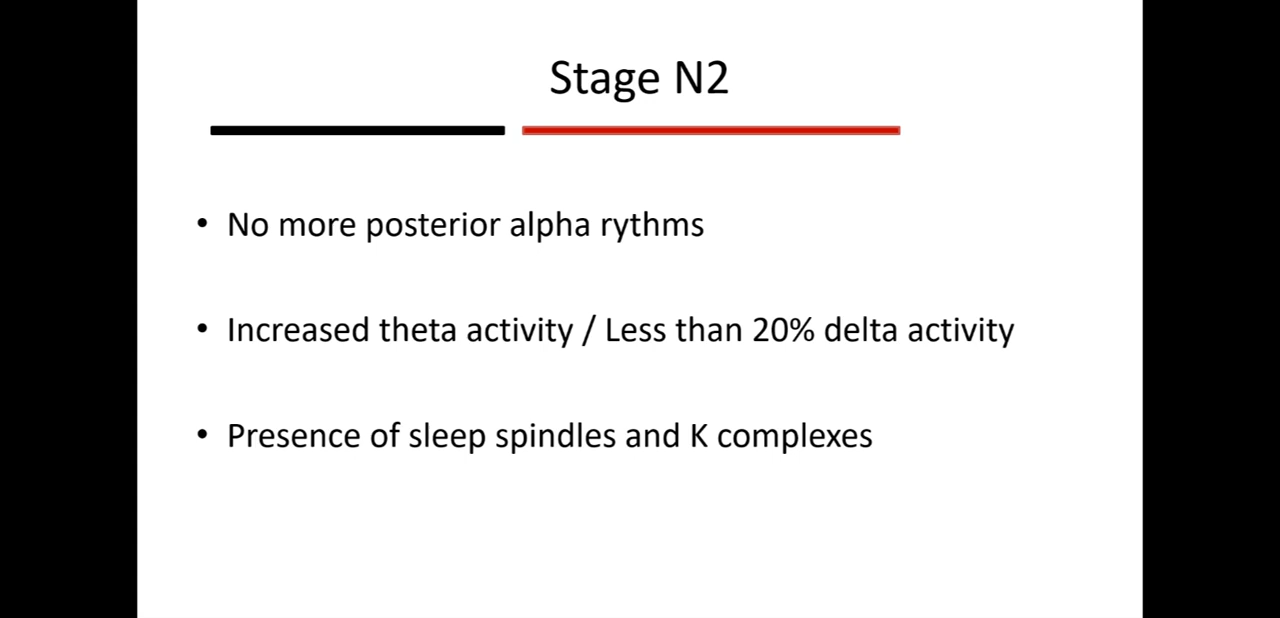 Stage N2
• No more posterior alpha rythms
• Increased theta activity / Less than 20% delta activity
• Presence of sleep spindles and K complexes